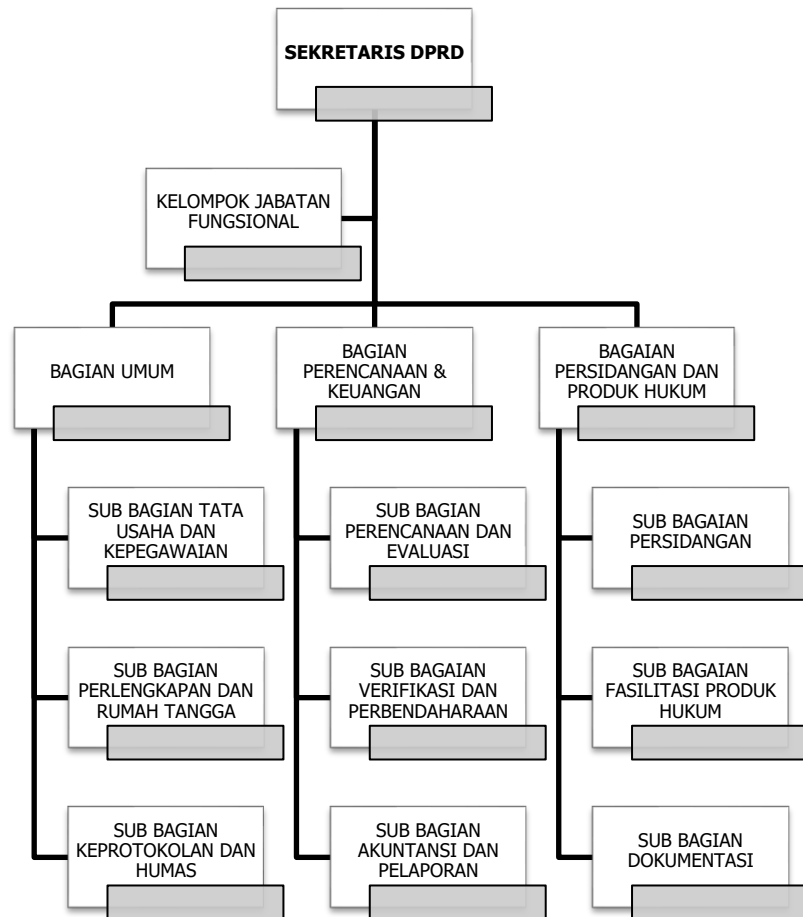 SEKRETARIS DPRD
KELOMPOK JABATAN
FUNGSIONAL
BAGIAN UMUM
BAGIAN
PERENCANAAN &
KEUANGAN
BAGAIAN
PERSIDANGAN DAN
PRODUK HUKUM
SUB BAGIAN TATA
USAHA DAN
KEPEGAWAIAN
SUB BAGIAN
PERENCANAAN DAN
EVALUASI
SUB BAGAIAN
PERSIDANGAN
SUB BAGIAN
PERLENGKAPAN DAN
RUMAH TANGGA
SUB BAGAIAN
VERIFIKASI DAN
PERBENDAHARAAN
SUB BAGAIAN
FASILITASI PRODUK
HUKUM
SUB BAGIAN
KEPROTOKOLAN DAN
HUMAS
SUB BAGIAN
AKUNTANSI DAN
PELAPORAN
SUB BAGIAN
DOKUMENTASI